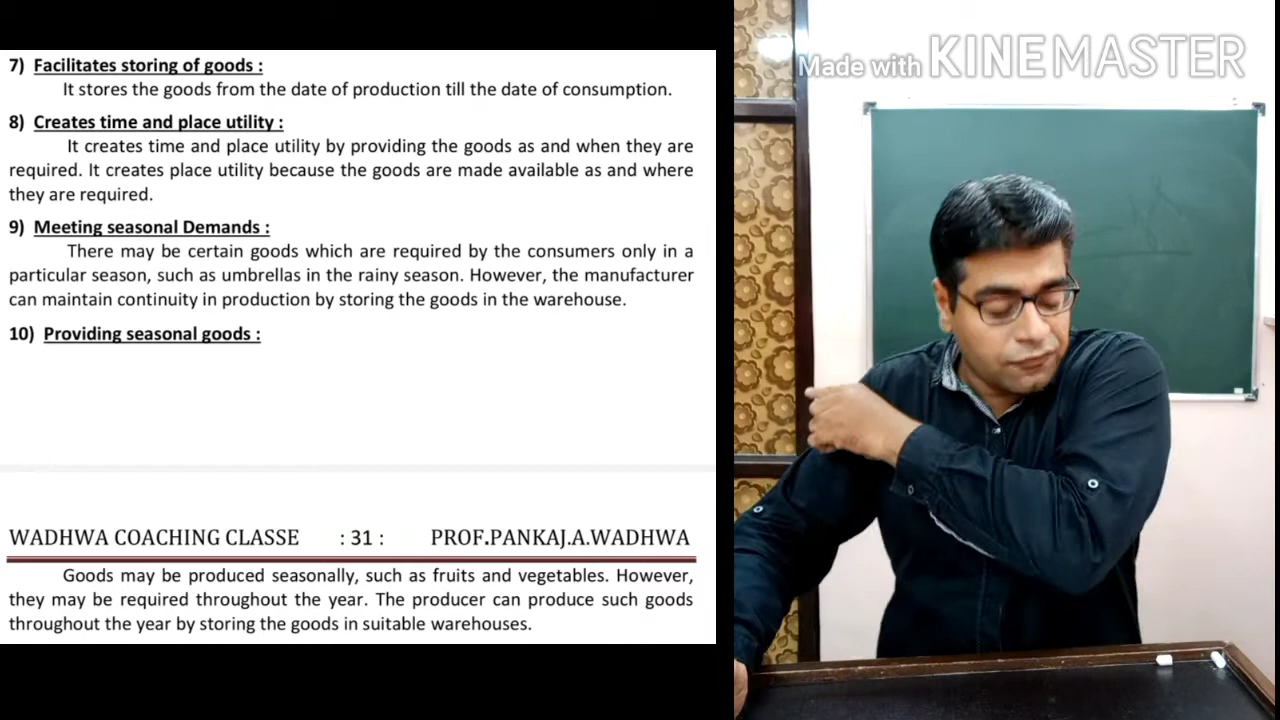 7) Facilitates storing of goods :
It stores the goods from the date of production till the date of consumption.
8) Creates time and place utility :
It creates time and place utility by providing the goods as and when they are
required. It creates place utility because the goods are made available as and where
they are required.
9) Meeting seasonal Demands :
There may be certain goods which are required by the consumers only in a
particular season, such as umbrellas in the rainy season. However, the manufacturer
can maintain continuity in production by storing the goods in the warehouse.
10) Providing seasonal goods :
WADHWA COACHING CLASSE : 31 : PROF.PANKAJ.A.WADHWA
Goods may be produced seasonally, such as fruits and vegetables. However,
they may be required throughout the year. The producer can produce such goods
throughout the year by storing the goods in suitable warehouses.
Made with KINEMASTER